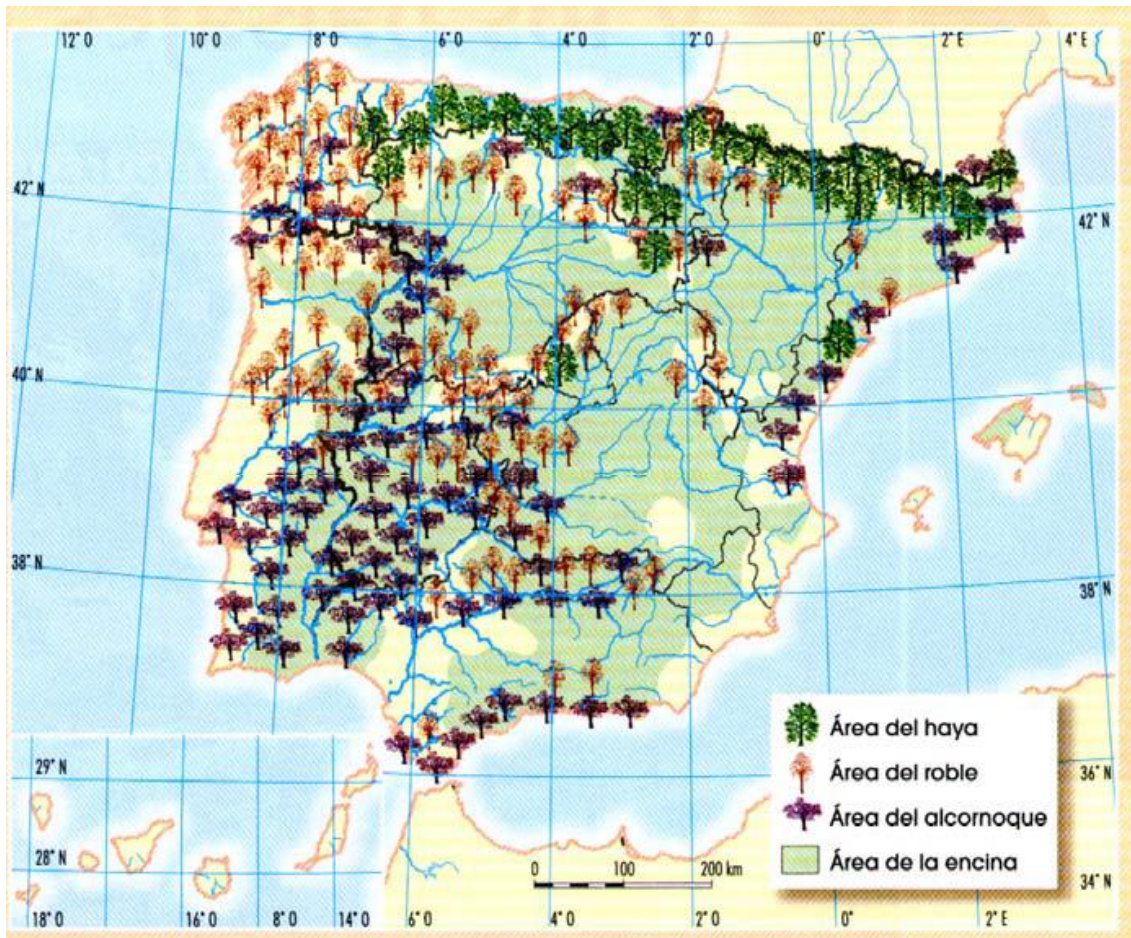 12° O
10° O
8° O
6° O
4° O
2° O
0°
2° E
4° E
42° N
42° N
40° N
40° N
38° N
38° N
36° N
34° N
29° N
28° N
Área del haya
Área del roble
Área del alcornoque
Área de la encina
0 100 200 km
18° O
16° O
8° O
14° O
6° O
4° O
2° O
0°
2° E